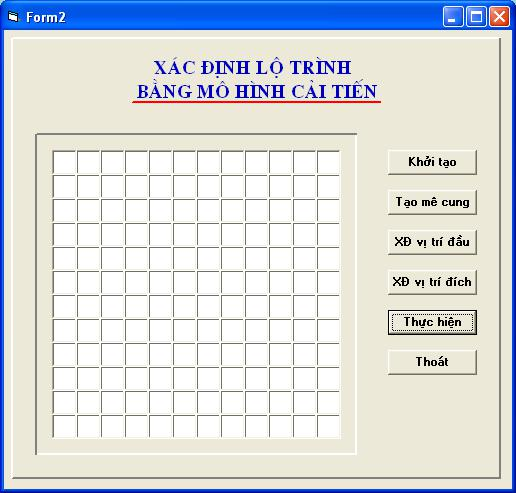 Form2
XÁC ĐỊNH LỘ TRÌNH
BẰNG MÔ HÌNH CẢI TIẾN
Khởi tạo
Tạo mê cung
XĐ vị trí đầu
XĐ vị trí đích
Thực hiện
Thoát